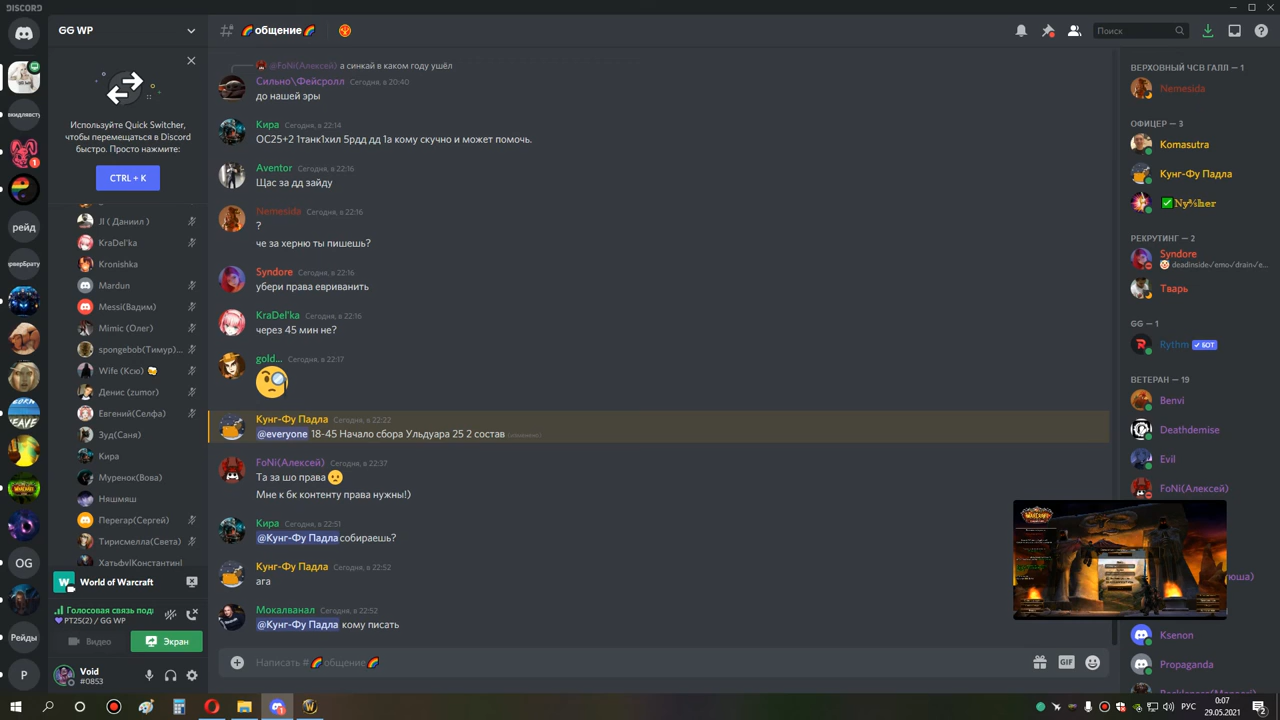 DISCORD
GG WP
🌈общение🌈
Поиск
Используйте Quick Switcher,
чтобы перемещаться в Discord
быстро. Просто нажмите:
CTRL + K
JI ( Даниил )
KraDel'ka
Kronishka
Mardun
Messi(Вадим)
Mimic (Олег)
spongebob(Тимур)...
Wife (Ксю)
Денис (zumor)
Евгений(Селфа)
Зуд(Саня)
Кира
Муренок(Вова)
Няшмяш
Перегар(Сергей)
Тирисмелла(Света)
Хатьфу(Константин)
рейд
OG
Рейды
P
World of Warcraft
Голосовая связь под
PT25(2) / GG WP
Видео
Экран
Void
#0853
@FoNi(Алексей) а синкай в каком году ушёл
Сильно\Фейсролл Сегодня, в 20:40
до нашей эры
Кира Сегодня, в 22:14
ОС25+2 1танк1хил 5рдд дд 1а кому скучно и может помочь.
Aventor Сегодня, в 22:16
Щас за дд зайду
Nemesida Сегодня, в 22:16
?
че за херню ты пишешь?
Syndore Сегодня, в 22:16
убери права евриванить
KraDel'ka Сегодня, в 22:16
через 45 мин не?
gold... Сегодня, в 22:17
Кунг-Фу Падла Сегодня, в 22:22
@everyone 18-45 Начало сбора Ульдуара 25 2 состав (изменено)
FoNi(Алексей) Сегодня, в 22:37
Та за шо права
Мне к бк контенту права нужны!)
Кира Сегодня, в 22:51
@Кунг-Фу Падла собираешь?
Кунг-Фу Падла Сегодня, в 22:52
ага
Мокалванал Сегодня, в 22:52
@Кунг-Фу Падла кому писать
Написать #🌈общение🌈
GIF
ВЕРХОВНЫЙ ЧСВ ГАЛЛ — 1
Nemesida
ОФИЦЕР — 3
Komasutra
Кунг-Фу Падла
РЕКРУТИНГ — 2
Syndore
deadinside√emo√drain√e...
Тварь
GG — 1
Rythm БОТ
ВЕТЕРАН — 19
Benvi
Deathdemise
Evil
FoNi(Алексей)
юша)
Ksenon
Propaganda
РУС
0:07
29.05.2021
2